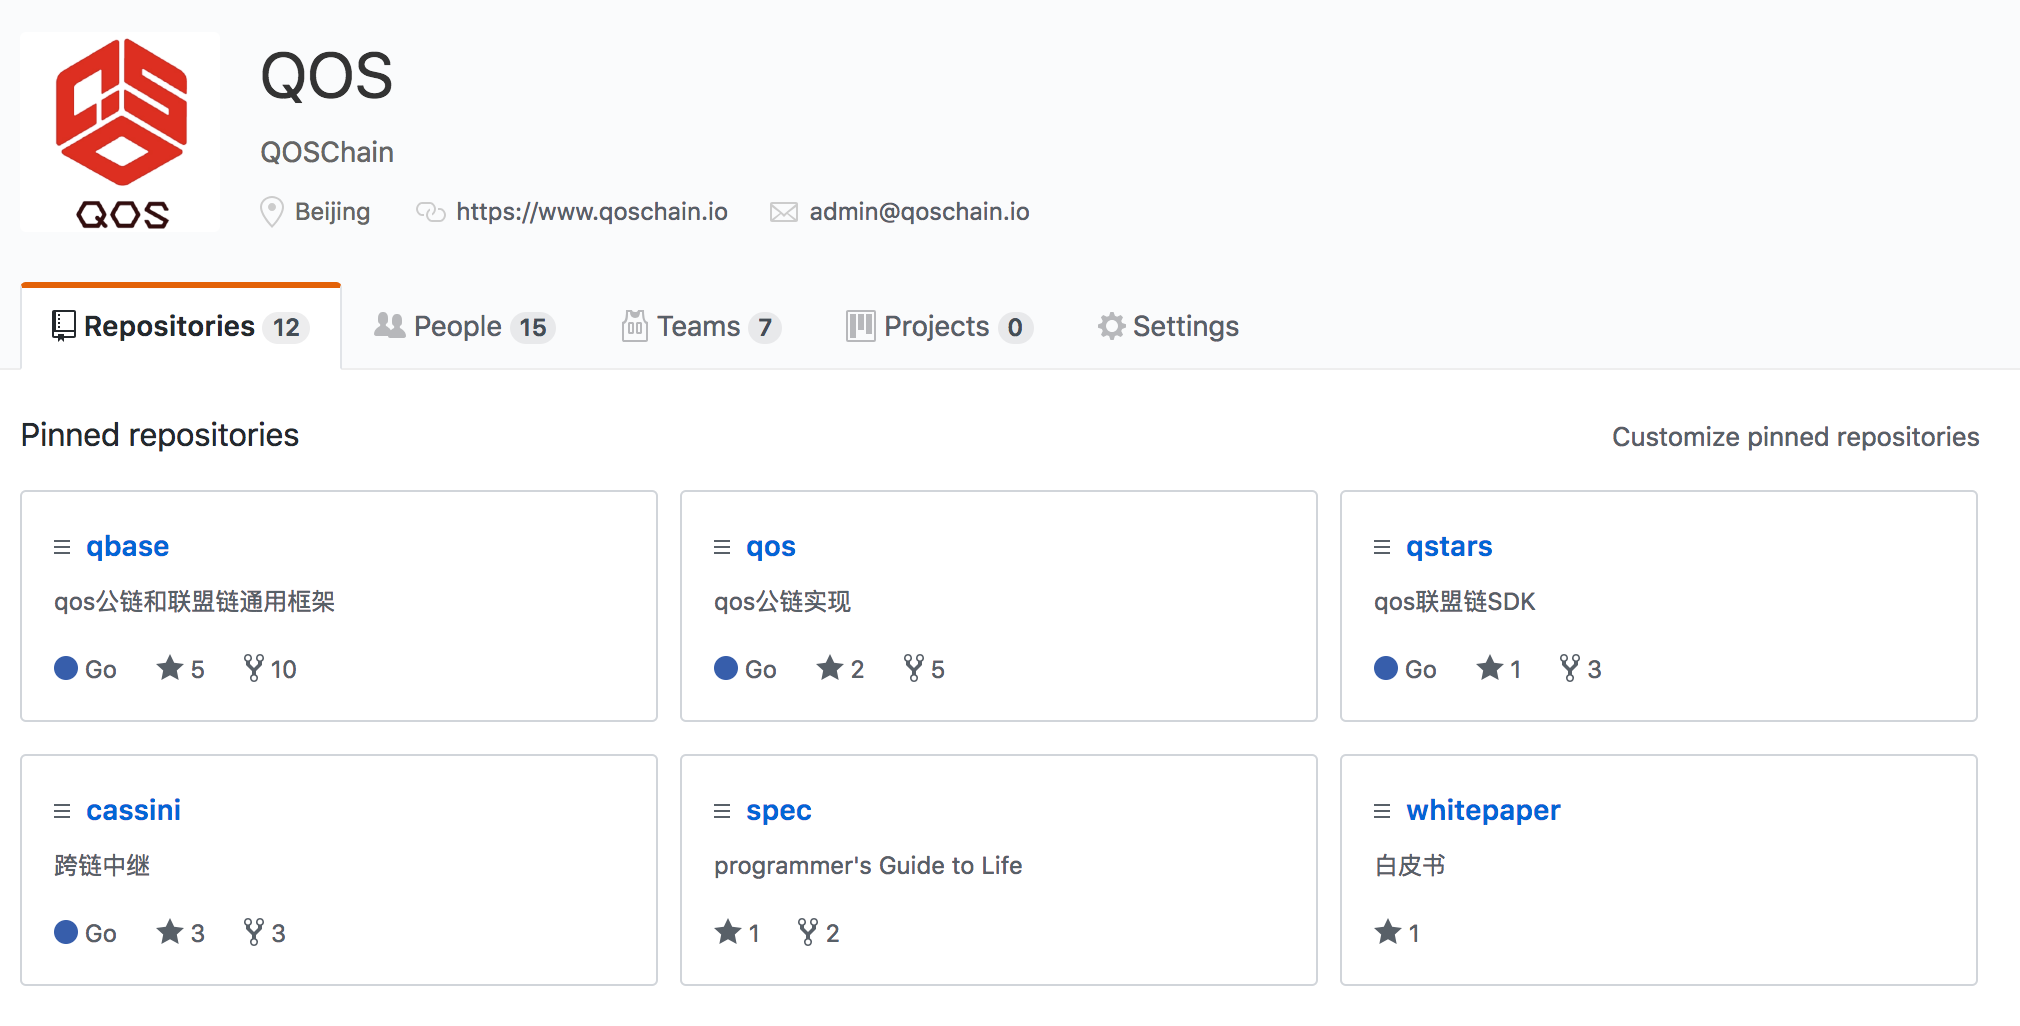 QOS
QOS
QOSChain
Beijing https://www.qoschain.io admin@qoschain.io
Repositories 12 People 15 Teams 7 Projects 0 Settings
Pinned repositories Customize pinned repositories
qbase
qos公链和联盟链通用框架
Go 5 10
qos
qos公链实现
Go 2 5
qstars
qos联盟链SDK
Go 1 3
cassini
跨链中继
Go 3 3
spec
programmer's Guide to Life
1 2
whitepaper
白皮书
1